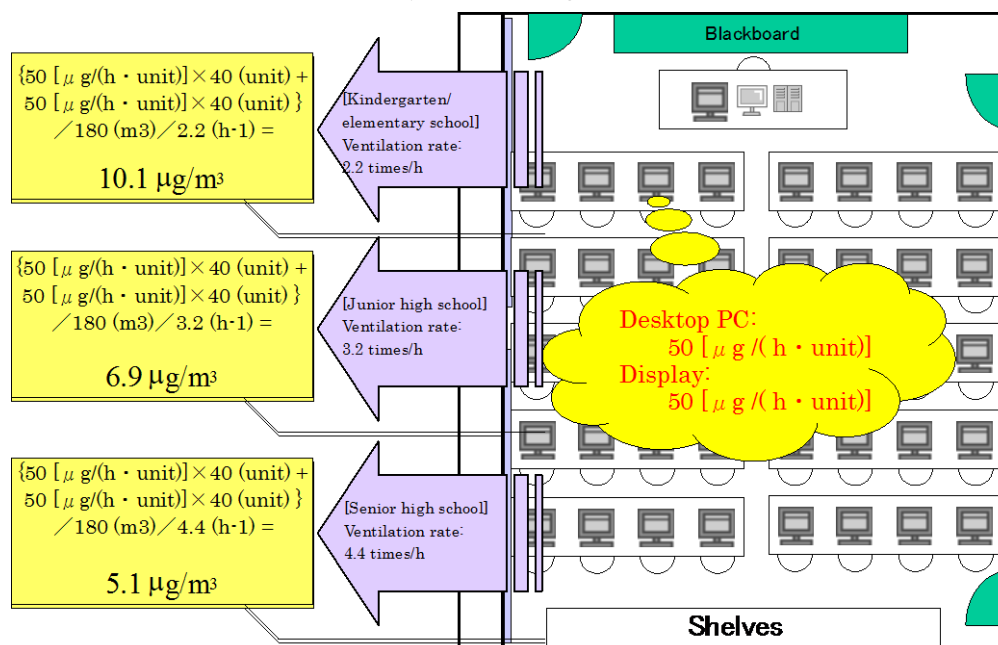 Blackboard
{50 [μg/(h・unit)]×40 (unit) +
50 [μg/(h・unit)]×40 (unit) }
／180 (m3)／2.2 (h-1) =
10.1 μg/m³
[Kindergarten/
elementary school]
Ventilation rate:
2.2 times/h
{50 [μg/(h・unit)]×40 (unit) +
50 [μg/(h・unit)]×40 (unit) }
／180 (m3)／3.2 (h-1) =
6.9 μg/m³
[Junior high school]
Ventilation rate:
3.2 times/h
Desktop PC:
50 [μg/( h・unit)]
Display:
50 [μg/( h・unit)]
{50 [μg/(h・unit)]×40 (unit) +
50 [μg/(h・unit)]×40 (unit) }
／180 (m3)／4.4 (h-1) =
5.1 μg/m³
[Senior high school]
Ventilation rate:
4.4 times/h
Shelves